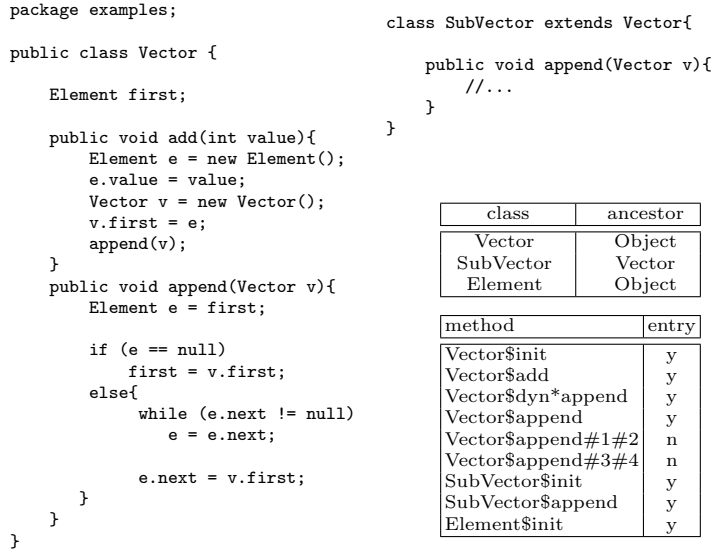 package examples;
public class Vector {
Element first;
public void add(int value){
Element e = new Element();
e.value = value;
Vector v = new Vector();
v.first = e;
append(v);
}
public void append(Vector v){
Element e = first;
if (e == null)
first = v.first;
else{
while (e.next != null)
e = e.next;
e.next = v.first;
}
}
}
class SubVector extends Vector{
public void append(Vector v){
//...
}
}
class ancestor
Vector Object
SubVector Vector
Element Object
method entry
Vector$init y
Vector$add y
Vector$dyn*append y
Vector$append y
Vector$append#1#2 n
Vector$append#3#4 n
SubVector$init y
SubVector$append y
Element$init y